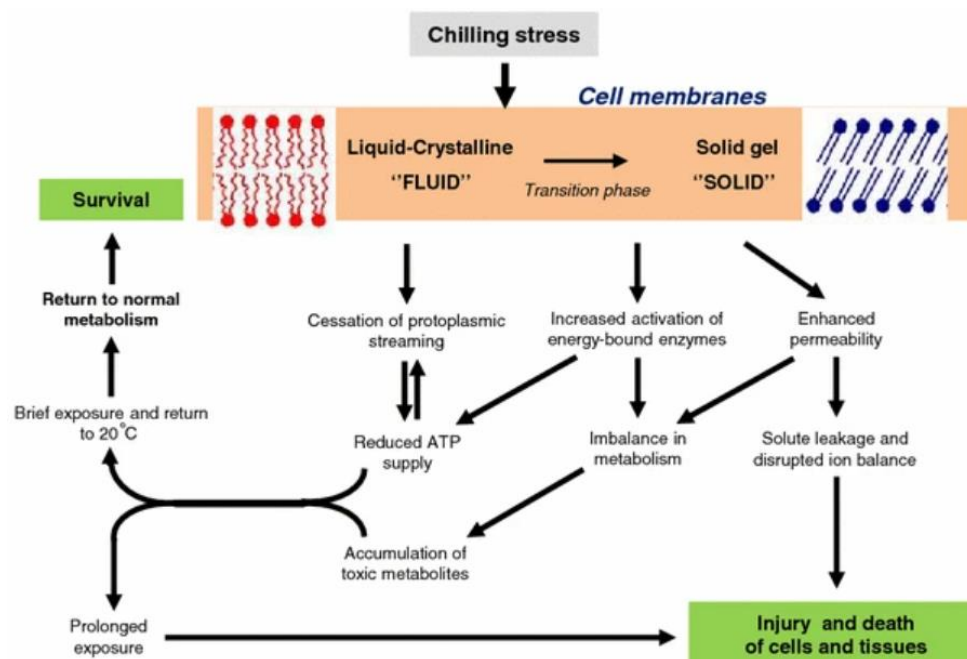 Chilling stress
Cell membranes
Liquid-Crystalline
‘‘FLUID’’
Transition phase
Solid gel
‘‘SOLID’’
Survival
Return to normal
metabolism
Cessation of protoplasmic
streaming
Increased activation of
energy-bound enzymes
Enhanced
permeability
Brief exposure and return
to 20°C
Reduced ATP
supply
Imbalance in
metabolism
Solute leakage and
disrupted ion balance
Accumulation of
toxic metabolites
Prolonged
exposure
Injury and death
of cells and tissues